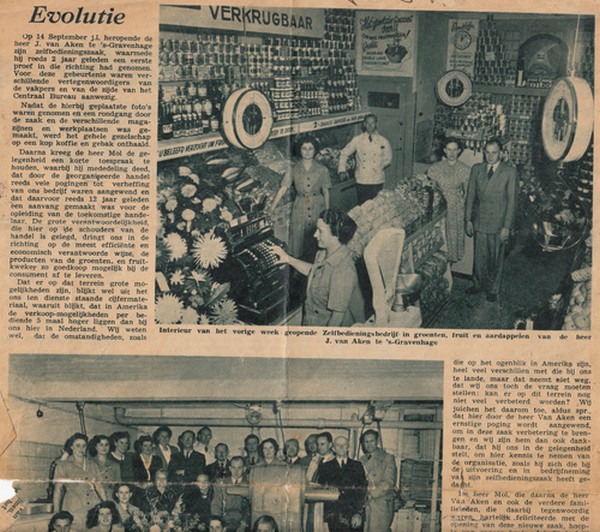 Evolutie
Op 14 September j.l. heropende de
heer J. van Aken te 's-Gravenhage
zijn zelfbedieningszaak, waarmede
hij reeds 2 jaar geleden een eerste
proef in die richting had genomen.
Voor deze gebeurtenis waren ver-
schillende vertegenwoordigers van
de vakpers en van de zijde van het
Centraal Bureau aanwezig.
Nadat de hierbij geplaatste foto's
waren genomen en een rondgang door
de zaak en de verschillende maga-
zijnen en werkplaatsen was ge-
maakt, werd het gehele gezelschap
op een kop koffie en gebak onthaald.
Daarna kreeg de heer Mol de ge-
legenheid een korte toespraak te
houden, waarbij hij mededeling deed,
dat door de georganiseerde handel
reeds vele pogingen tot verheffing
van ons bedrijf waren aangewend en
dat daarvoor reeds 12 jaar geleden
een aanvang gemaakt was voor de
opleiding van de toekomstige hande-
laar. De grote verantwoordelijkheid,
die hier op de schouders van de
handel is gelegd, dringt ons in de
richting op de meest efficiënte en
economisch verantwoorde wijze, de
producten van de groenten- en fruit-
kweker zo goedkoop mogelijk bij de
consument af te leveren.
Dat er op dat terrein grote mo-
gelijkheden zijn, blijkt wel uit het
ons ten dienste staande cijfermate-
riaal, waaruit blijkt, dat in Amerika
de verkoop-mogelijkheden per be-
diende 5 maal hoger liggen dan bij
ons hier in Nederland. Wij weten
wel, dat de omstandigheden, zoals
VERKRUGBAAR
Interieur van het vorige week geopende Zelfbedieningsbedrijf in groenten, fruit en aardappelen van de heer
J. van Aken te 's-Gravenhage
die op het ogenblik in Amerika zijn,
heel veel verschillen met die bij ons
te lande, maar dat neemt niet weg,
dat wij ons toch de vraag moeten
stellen: kan er op dit terrein nog
niet veel verbeterd worden? Wij
juichen het daarom toe, aldus spr.,
dat hier door de heer Van Aken een
ernstige poging wordt aangewend,
om in deze zaak verbetering te bren-
gen en wij zijn hem dan ook dank-
baar, dat hij ons in de gelegenheid
stelt, om hier kennis te nemen van
de organisatie, zoals hij zich die bij
de uitvoering en in bedrijfneming
van zijn zelfbedieningszaak heeft ge-
dacht.
De heer Mol, die daarna de heer
Van Aken en ook de verdere fami-
lieleden, die daarbij tegenwoordig
waren, hartelijk feliciteerde met de
opening van deze nieuwe zaak, hoop-